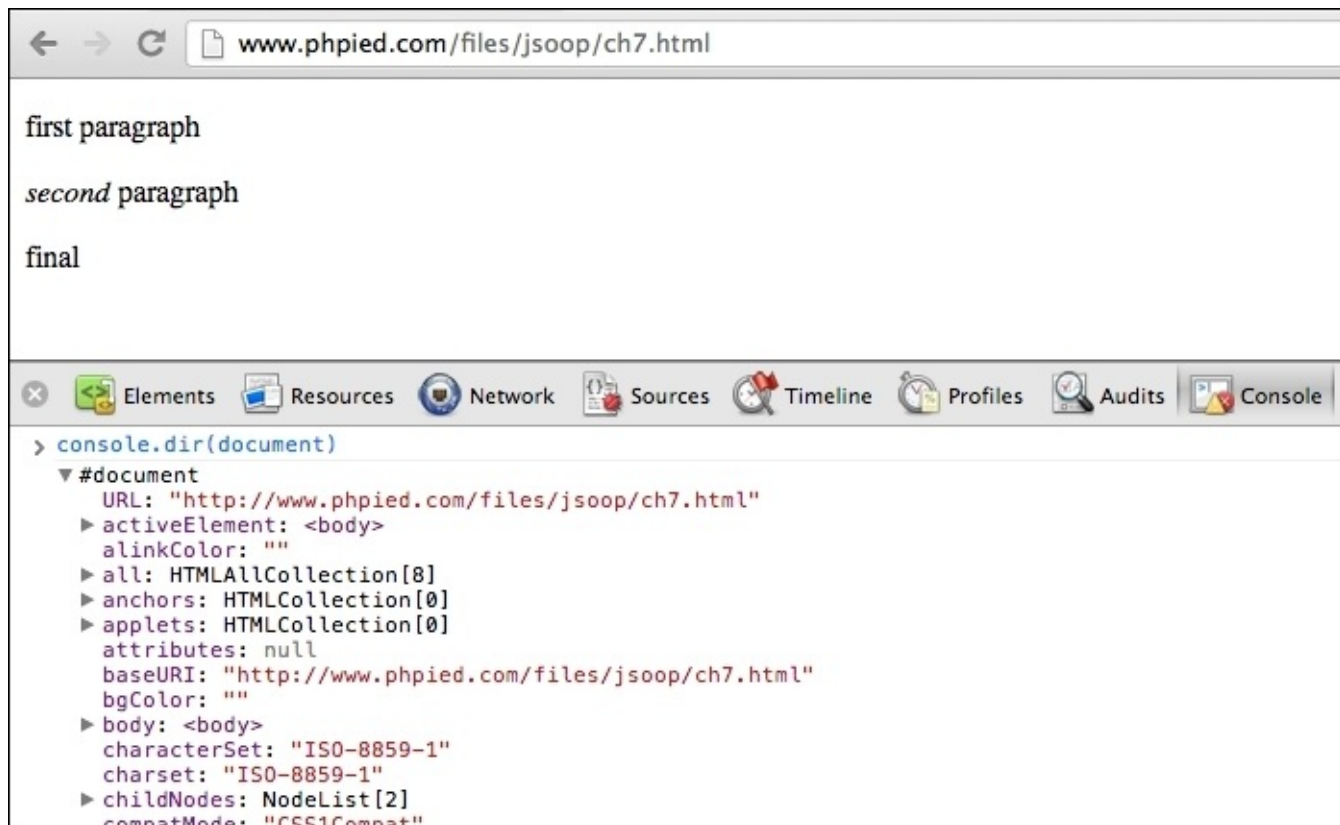 www.phpied.com/files/jsoop/ch7.html
first paragraph
second paragraph
final
Elements Resources Network Sources Timeline Profiles Audits Console
> console.dir(document)
▼#document
URL: "http://www.phpied.com/files/jsoop/ch7.html"
▶activeElement: <body>
alinkColor: ""
▶all: HTMLAllCollection[8]
▶anchors: HTMLCollection[0]
▶applets: HTMLCollection[0]
attributes: null
baseURI: "http://www.phpied.com/files/jsoop/ch7.html"
bgColor: ""
▶body: <body>
characterSet: "ISO-8859-1"
charset: "ISO-8859-1"
▶childNodes: NodeList[2]
compatMode: "CSS1Compat"